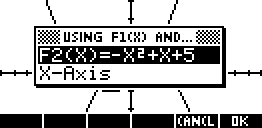 USING F1(X) AND...
F2(X)=-X²+X+5
X-Axis
CANCL OK